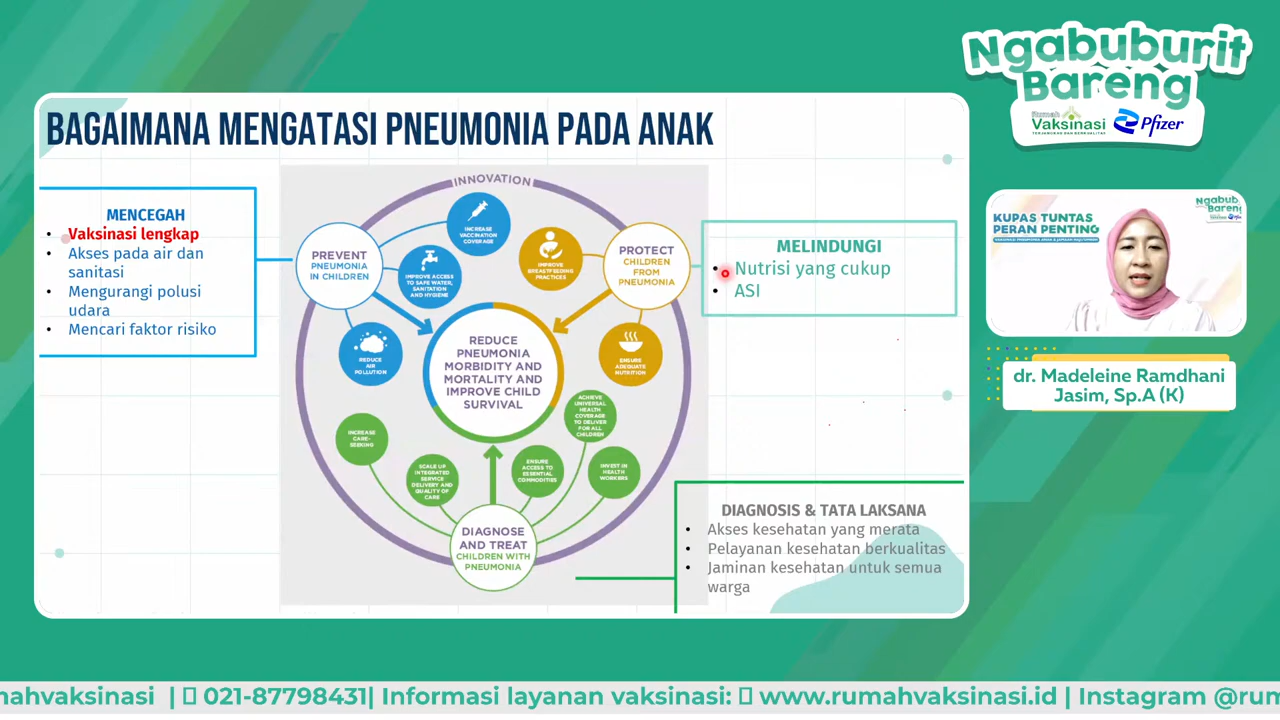 Ngabuburit
Bareng
Rumah
Vaksinasi
Pfizer
BAGAIMANA MENGATASI PNEUMONIA PADA ANAK
MENCEGAH
• Vaksinasi lengkap
• Akses pada air dan
sanitasi
• Mengurangi polusi
udara
• Mencari faktor risiko
INNOVATION
PREVENT
PNEUMONIA
IN CHILDREN
INCREASE
VACCINATION
COVERAGE
IMPROVE ACCESS
TO SAFE WATER,
SANITATION
AND HYGIENE
REDUCE
AIR
POLLUTION
IMPROVE
BREASTFEEDING
PRACTICES
PROTECT
CHILDREN
FROM
PNEUMONIA
ENSURE
ADEQUATE
NUTRITION
REDUCE
PNEUMONIA
MORBIDITY AND
MORTALITY AND
IMPROVE CHILD
SURVIVAL
INCREASE
CARE-
SEEKING
SCALE UP
INTEGRATED
SERVICE
DELIVERY AND
QUALITY OF
CARE
ENSURE
ACCESS TO
ESSENTIAL
COMMODITIES
ACHIEVE
UNIVERSAL
HEALTH
COVERAGE
TO DELIVER
FOR ALL
CHILDREN
INVEST IN
HEALTH
WORKERS
DIAGNOSE
AND TREAT
CHILDREN WITH
PNEUMONIA
MELINDUNGI
• Nutrisi yang cukup
• ASI
DIAGNOSIS & TATA LAKSANA
• Akses kesehatan yang merata
• Pelayanan kesehatan berkualitas
• Jaminan kesehatan untuk semua
warga
KUPAS TUNTAS
PERAN PENTING
Ngabub
Bareng
dr. Madeleine Ramdhani
Jasim, Sp.A (K)
mahvaksinasi | 021-87798431| Informasi layanan vaksinasi: www.rumahvaksinasi.id | Instagram @rum